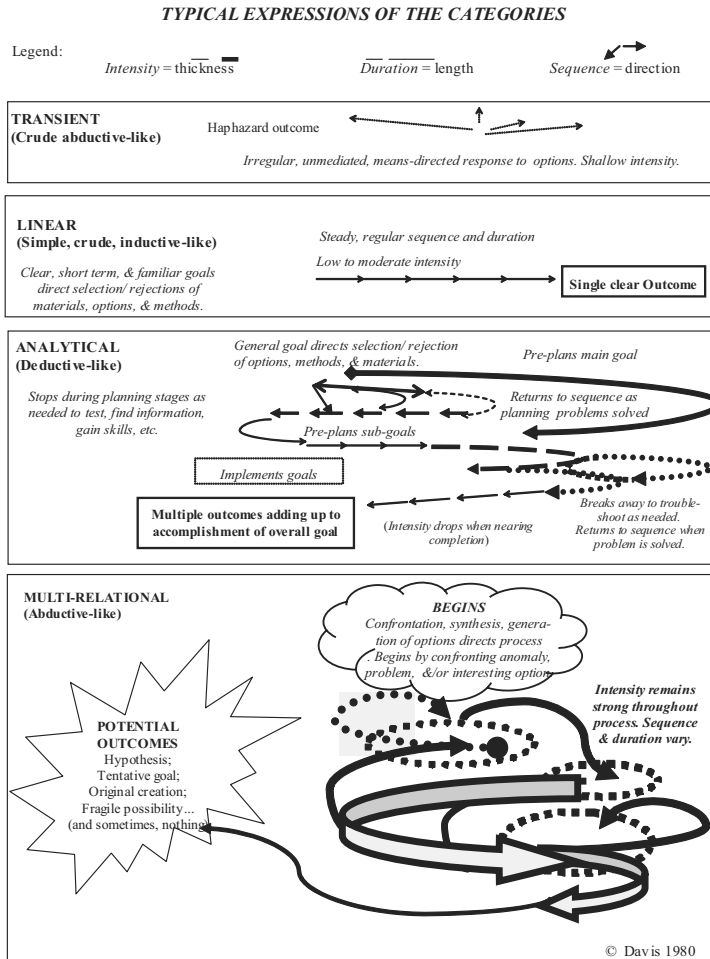 TYPICAL EXPRESSIONS OF THE CATEGORIES
Legend:
Intensity = thickness
Duration = length
Sequence = direction
TRANSIENT
(Crude abductive-like)
Haphazard outcome
Irregular, unmediated, means-directed response to options. Shallow intensity.
LINEAR
(Simple, crude, inductive-like)
Clear, short term, & familiar goals
direct selection/ rejections of
materials, options, & methods.
Steady, regular sequence and duration
Low to moderate intensity
Single clear Outcome
ANALYTICAL
(Deductive-like)
Stops during planning stages as
needed to test, find information,
gain skills, etc.
General goal directs selection/ rejection
of options, methods, & materials.
Pre-plans main goal
Returns to sequence as
planning problems solved
Pre-plans sub-goals
Implements goals
Multiple outcomes adding up to
accomplishment of overall goal
(Intensity drops when nearing
completion)
Breaks away to trouble-
shoot as needed.
Returns to sequence when
problem is solved.
MULTI-RELATIONAL
(Abductive-like)
BEGINS
Confrontation, synthesis, genera-
tion of options directs process
. Begins by confronting anomaly,
problem, &/or interesting option
Intensity remains
strong throughout
process. Sequence
& duration vary.
POTENTIAL
OUTCOMES
Hypothesis;
Tentative goal;
Original creation;
Fragile possibility...
(and sometimes, nothing)
© Davis 1980